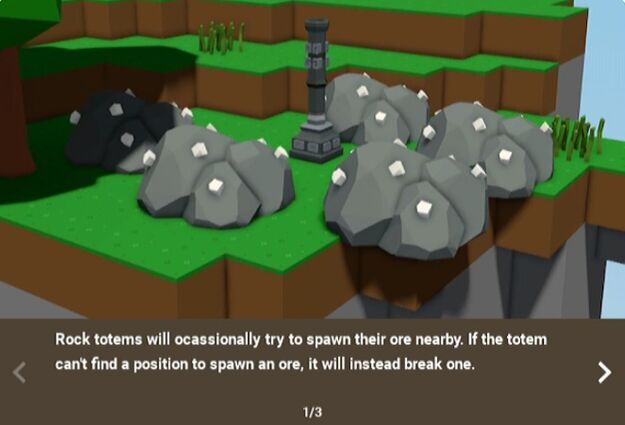 Rock totems will ocassionally try to spawn their ore nearby. If the totem
can't find a position to spawn an ore, it will instead break one.
1/3